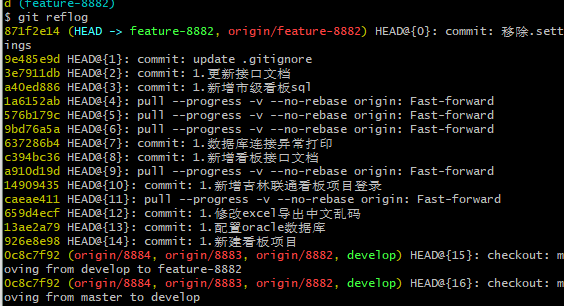 d (feature-8882)
$ git reflog
871f2e14 (HEAD -> feature-8882, origin/feature-8882) HEAD@{0}: commit: 移除.sett
ings
9e485e9d HEAD@{1}: commit: update .gitignore
3e7911db HEAD@{2}: commit: 1.更新接口文档
a40ed886 HEAD@{3}: commit: 1.新增市级看板sql
1a6152ab HEAD@{4}: pull --progress -v --no-rebase origin: Fast-forward
576b179c HEAD@{5}: pull --progress -v --no-rebase origin: Fast-forward
9bd76a5a HEAD@{6}: pull --progress -v --no-rebase origin: Fast-forward
637286b4 HEAD@{7}: commit: 1.数据库连接异常打印
c394bc36 HEAD@{8}: commit: 1.新增看板接口文档
a910d19d HEAD@{9}: pull --progress -v --no-rebase origin: Fast-forward
14909435 HEAD@{10}: commit: 1.新增吉林联通看板项目登录
caeae411 HEAD@{11}: pull --progress -v --no-rebase origin: Fast-forward
659d4ecf HEAD@{12}: commit: 1.修改excel导出中文乱码
13ae2a79 HEAD@{13}: commit: 1.配置oracle数据库
926e8e98 HEAD@{14}: commit: 1.新建看板项目
0c8c7f92 (origin/8884, origin/8883, origin/8882, develop) HEAD@{15}: checkout: m
oving from develop to feature-8882
0c8c7f92 (origin/8884, origin/8883, origin/8882, develop) HEAD@{16}: checkout: m
oving from master to develop